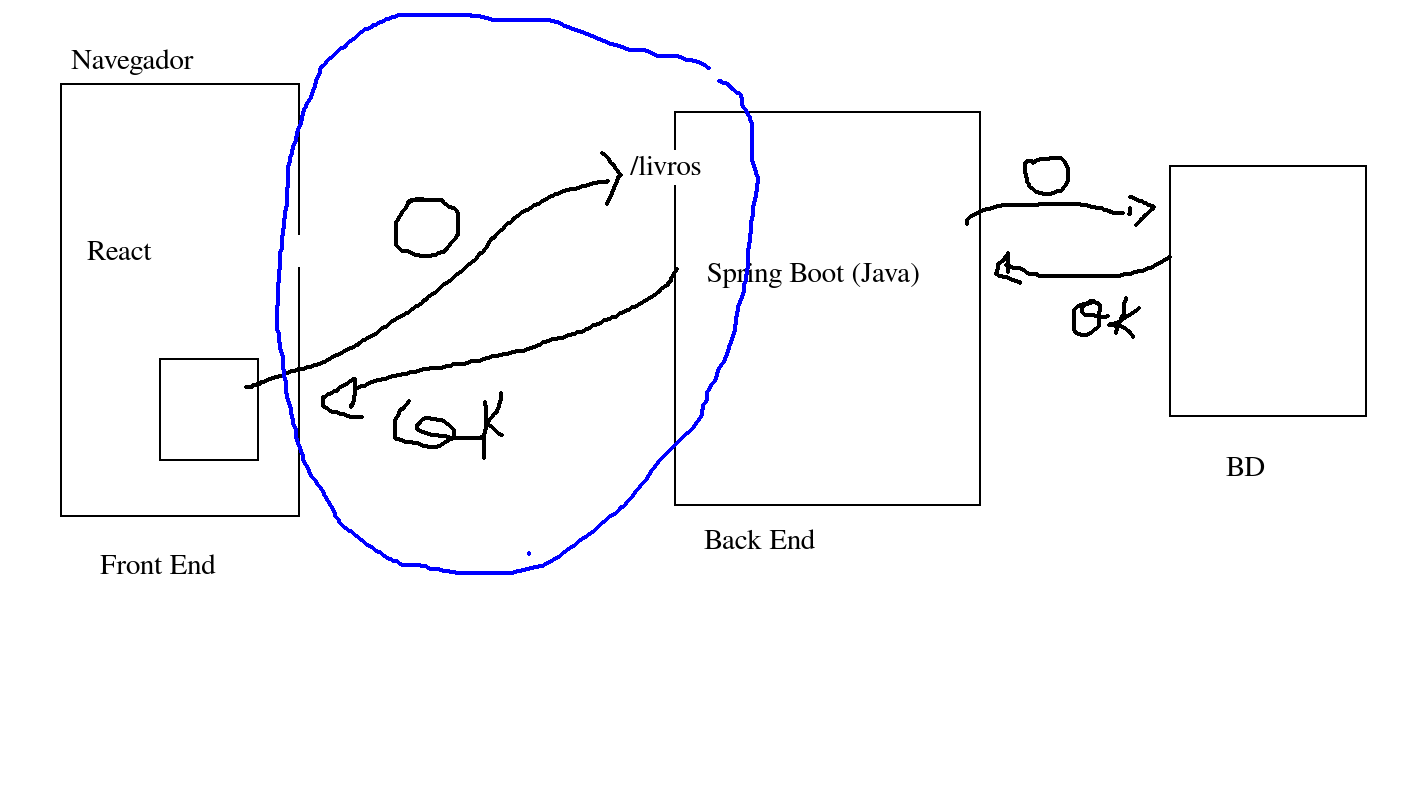 Navegador
React
Front End
/livros
Spring Boot (Java)
OK
Back End
OK
BD